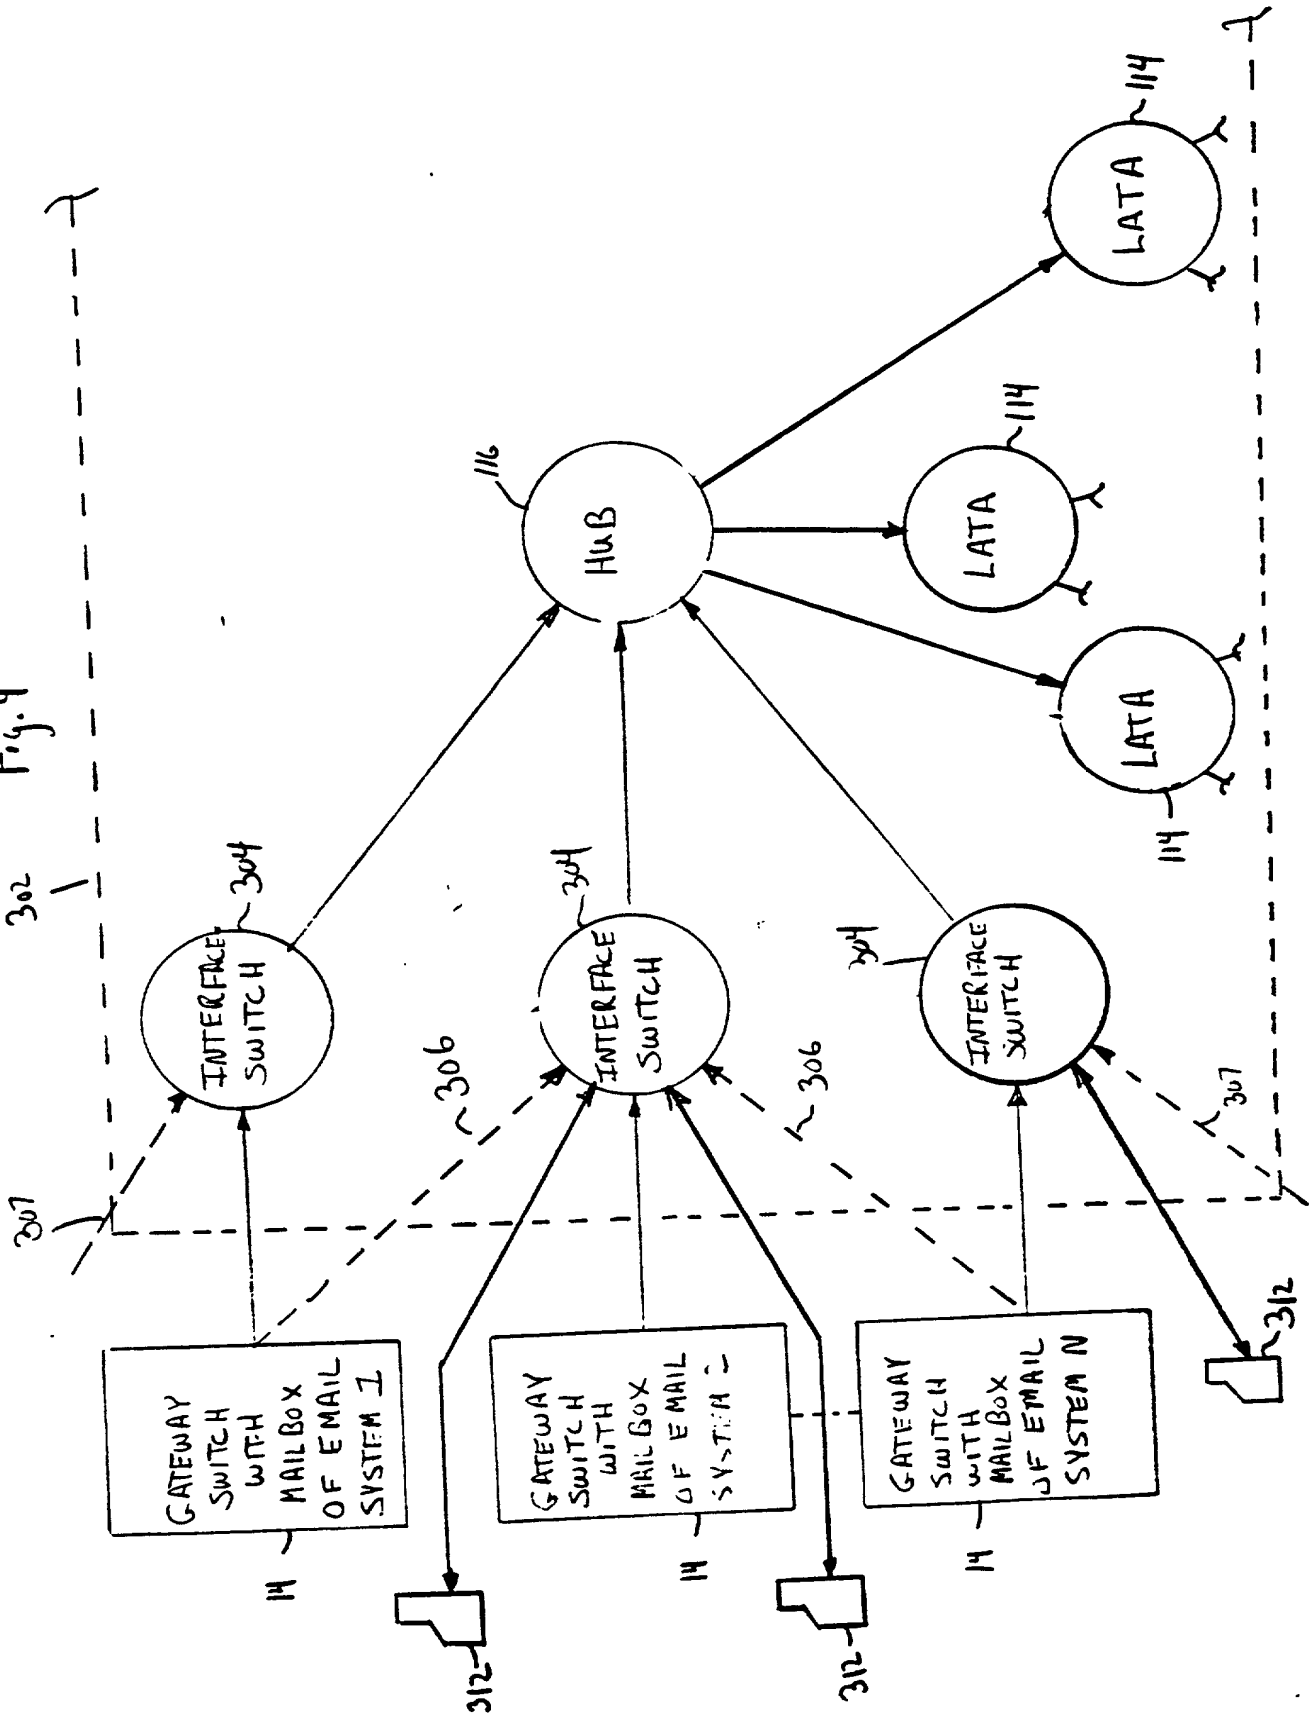 Fig. 4
302
307
304
INTERFACE
SWITCH
306
304
INTERFACE
SWITCH
306
304
INTERFACE
SWITCH
307
116
HUB
114
LATA
114
LATA
114
LATA
GATEWAY
SWITCH
WITH
MAILBOX
OF EMAIL
SYSTEM 1
14
312
GATEWAY
SWITCH
WITH
MAILBOX
OF EMAIL
SYSTEM
14
312
GATEWAY
SWITCH
WITH
MAILBOX
OF EMAIL
SYSTEM N
14
312